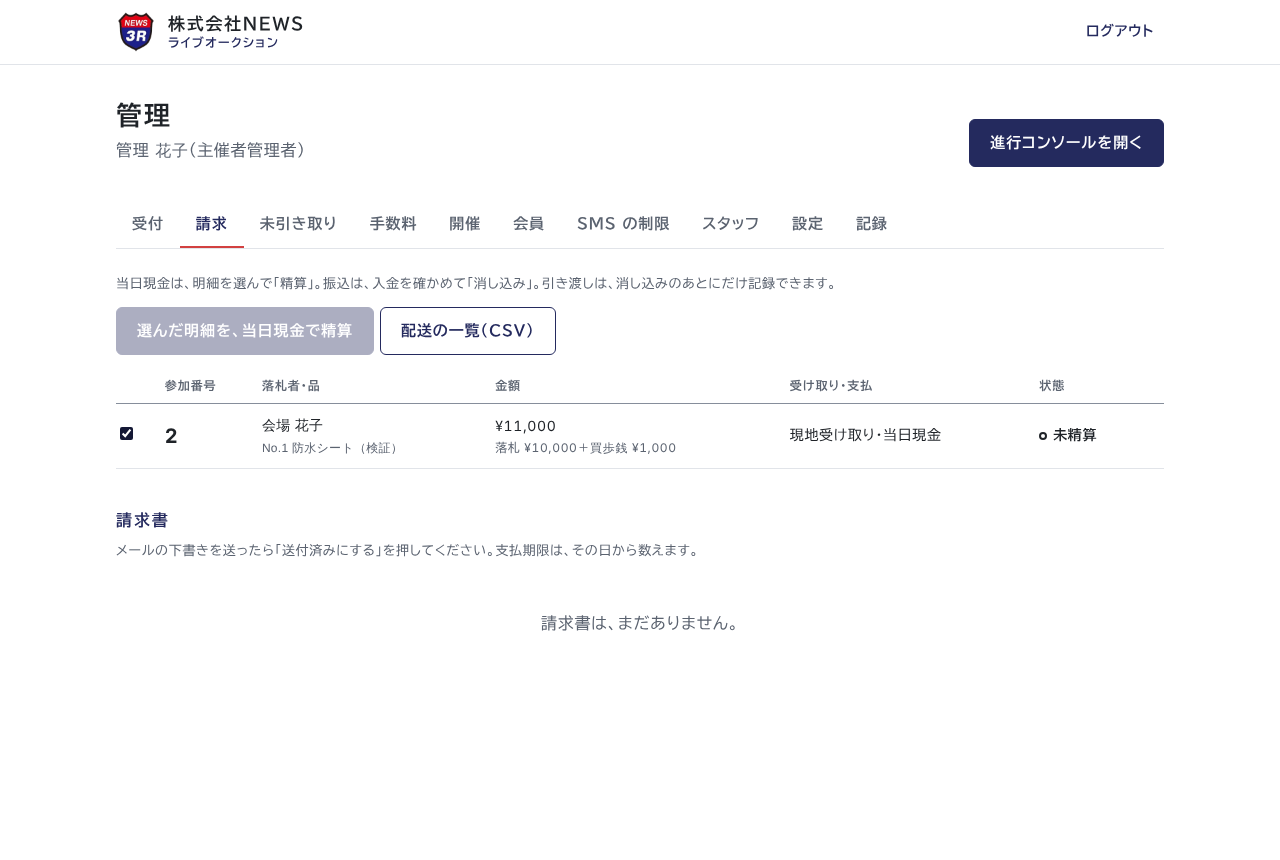 NEWS
3R
株式会社NEWS
ライブオークション
ログアウト
管理
管理 花子(主催者管理者)
進行コンソールを開く
受付 請求 未引き取り 手数料 開催 会員 SMS の制限 スタッフ 設定 記録
当日現金は、明細を選んで「精算」。振込は、入金を確かめて「消し込み」。引き渡しは、消し込みのあとにだけ記録できます。
選んだ明細を、当日現金で精算 配送の一覧(CSV)
参加番号 落札者・品 金額 受け取り・支払 状態
2 会場 花子 ¥11,000 現地受け取り・当日現金 未精算
No.1 防水シート（検証） 落札 ¥10,000＋買歩銭 ¥1,000
請求書
メールの下書きを送ったら「送付済みにする」を押してください。支払期限は、その日から数えます。
請求書は、まだありません。